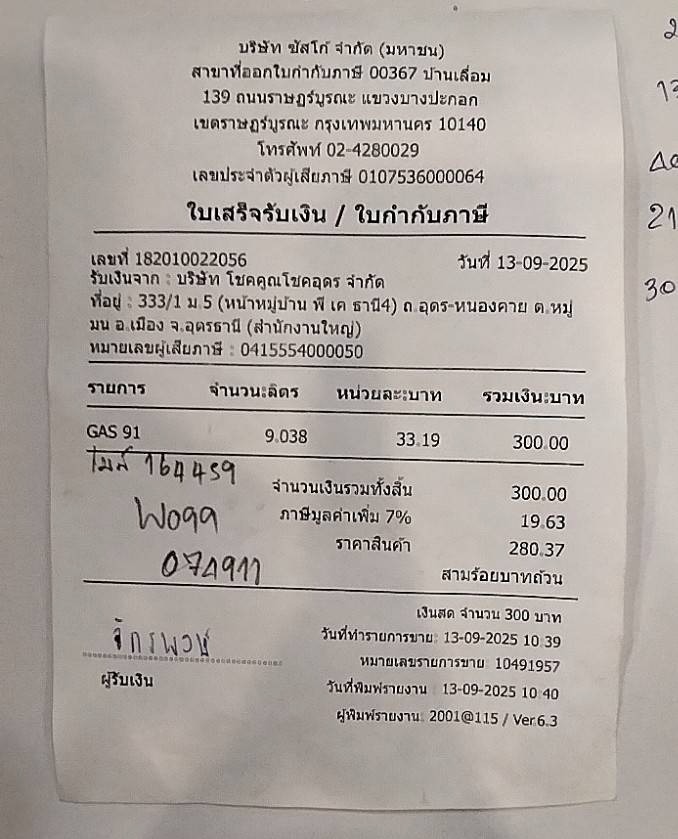 บริษัท ซัสโก้ จำกัด (มหาชน)
สาขาที่ออกใบกำกับภาษี 00367 บ้านเลื่อม
139 ถนนราษฎร์บูรณะ แขวงบางปะกอก
เขตราษฎร์บูรณะ กรุงเทพมหานคร 10140
โทรศัพท์ 02-4280029
เลขประจำตัวผู้เสียภาษี 0107536000064
ใบเสร็จรับเงิน / ใบกำกับภาษี
เลขที่ 182010022056 วันที่ 13-09-2025
รับเงินจาก : บริษัท โชคคูณโชคอุดร จำกัด
ที่อยู่ : 333/1 ม.5 (หน้าหมู่บ้าน พี เค ธานี4) ถ.อุดร-หนองคาย ต.หมู
มน อ.เมือง จ.อุดรธานี (สำนักงานใหญ่)
หมายเลขผู้เสียภาษี : 0415554000050
รายการ จำนวน:ลิตร หน่วยละ:บาท รวมเงิน:บาท
GAS 91 9.038 33.19 300.00
ไมล์ 164459
จำนวนเงินรวมทั้งสิ้น 300.00
ภาษีมูลค่าเพิ่ม 7% 19.63
ราคาสินค้า 280.37
074911
สามร้อยบาทถ้วน
เงินสด จำนวน 300 บาท
จักรพงษ์
วันที่ทำรายการขาย: 13-09-2025 10:39
หมายเลขรายการขาย 10491957
ผู้รับเงิน
วันที่พิมพ์รายงาน : 13-09-2025 10:40
ผู้พิมพ์รายงาน: 2001@115 / Ver.6.3
21
30